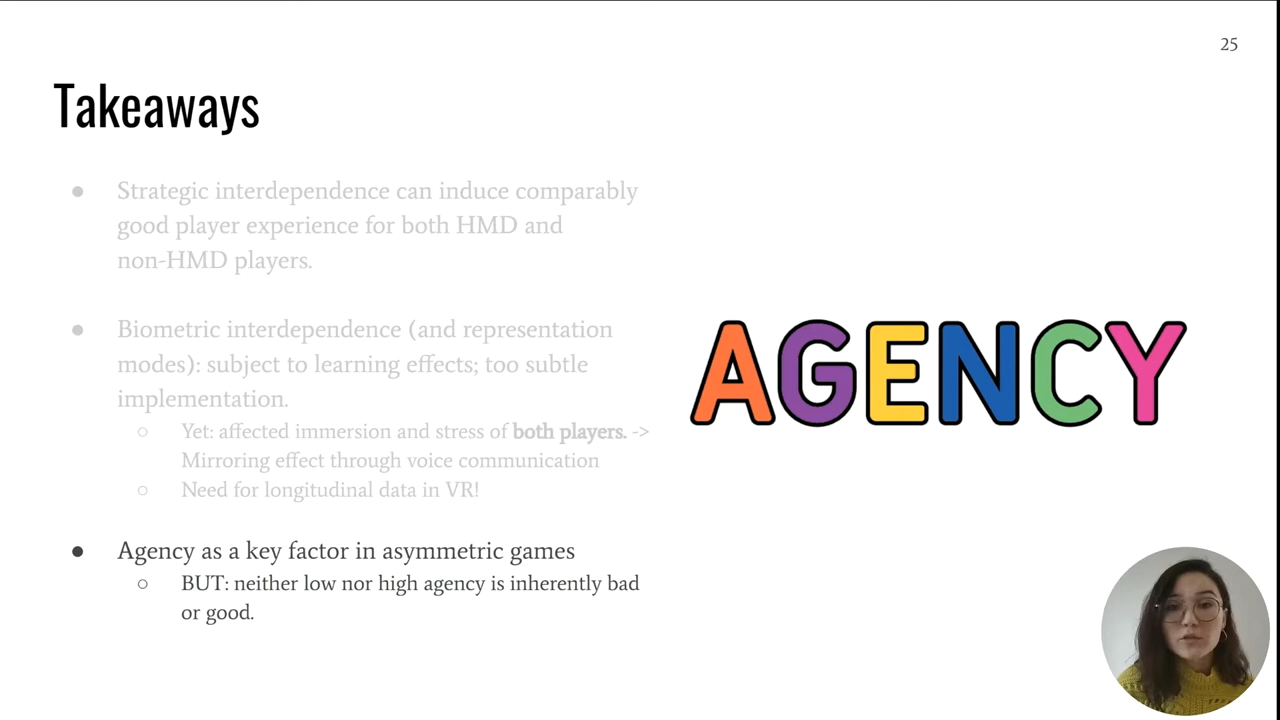 25
Takeaways
● Strategic interdependence can induce comparably
good player experience for both HMD and
non-HMD players.
● Biometric interdependence (and representation
modes): subject to learning effects; too subtle
implementation.
○ Yet: affected immersion and stress of both players. ->
Mirroring effect through voice communication
○ Need for longitudinal data in VR!
● Agency as a key factor in asymmetric games
○ BUT: neither low nor high agency is inherently bad
or good.
AGENCY